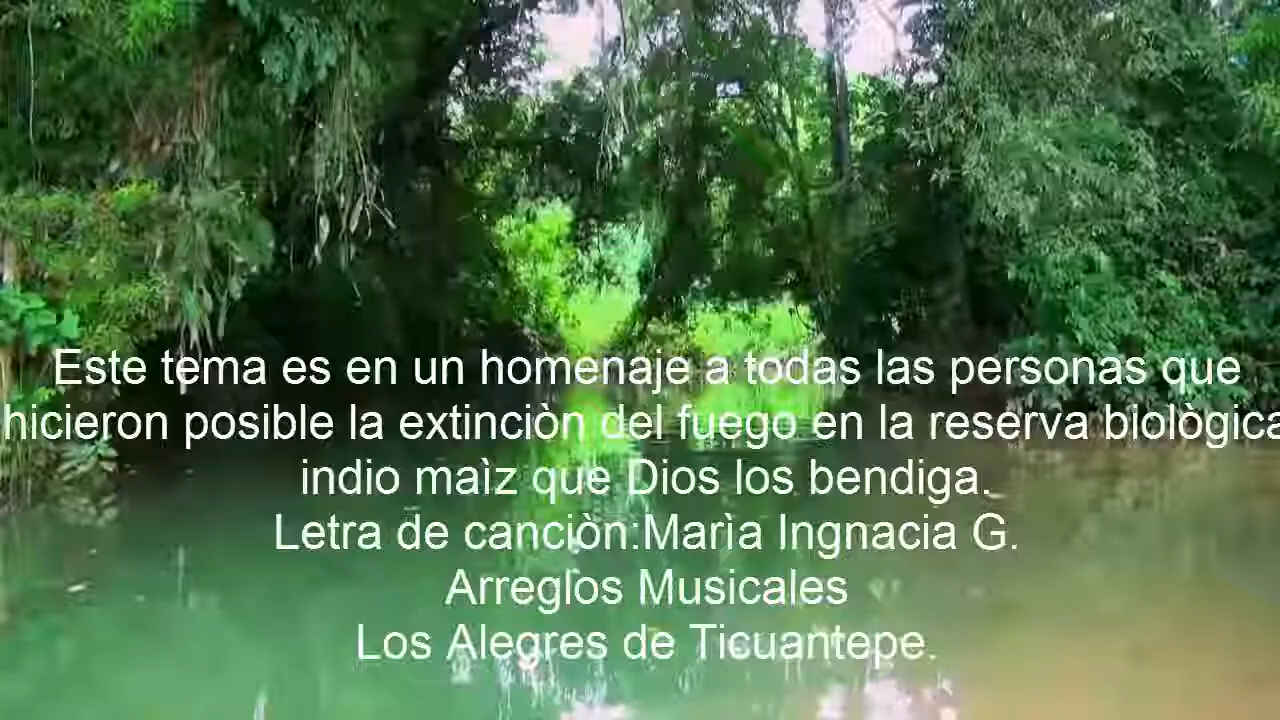 Este tema es en un homenaje a todas las personas que
hicieron posible la extinciòn del fuego en la reserva biològica
indio maìz que Dios los bendiga.
Letra de canciòn:Marìa Ingnacia G.
Arreglos Musicales
Los Alegres de Ticuantepe.